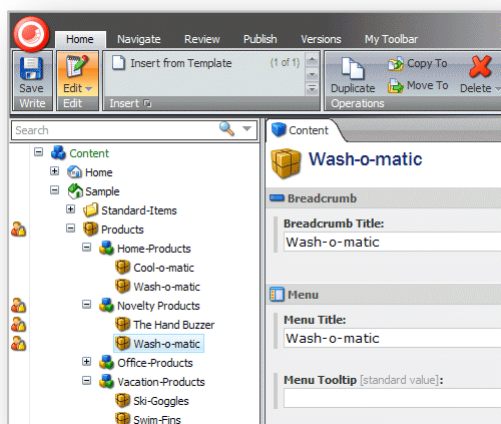 Home Navigate Review Publish Versions My Toolbar
Save
Write
Edit
Edit
Insert from Template (1 of 1)
Insert
Duplicate
Copy To
Move To
Delete
Operations
Search
Content
Home
Sample
Standard-Items
Products
Home-Products
Cool-o-matic
Wash-o-matic
Novelty Products
The Hand Buzzer
Wash-o-matic
Office-Products
Vacation-Products
Ski-Goggles
Swim-Fins
Content
Wash-o-matic
Breadcrumb
Breadcrumb Title:
Wash-o-matic
Menu
Menu Title:
Wash-o-matic
Menu Tooltip [standard value]: